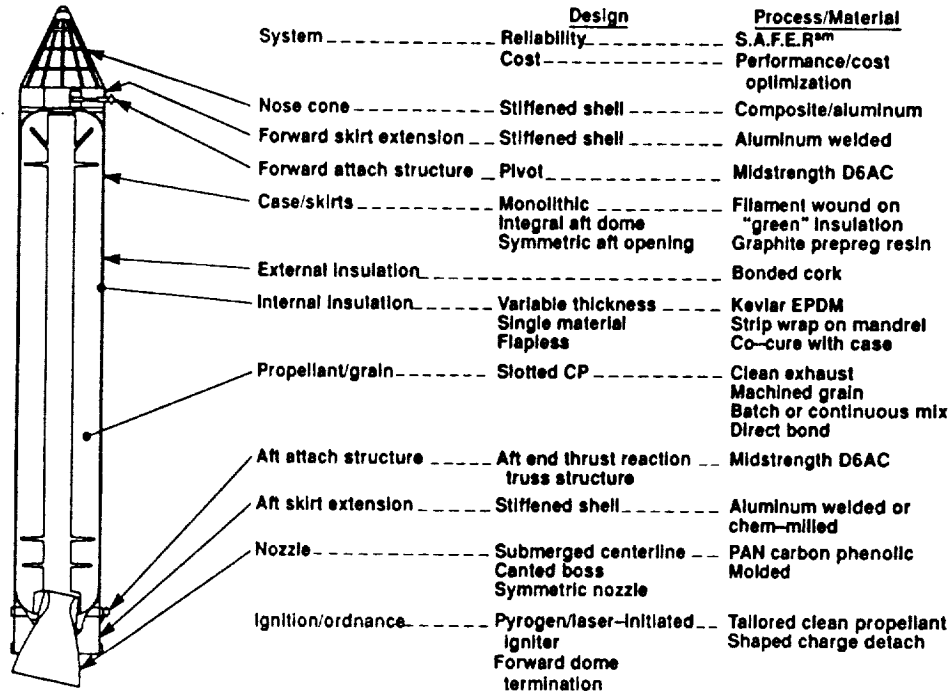 Design Process/Material
System Reliability S.A.F.E.R℠
Cost Performance/cost
optimization
Nose cone Stiffened shell Composite/aluminum
Forward skirt extension Stiffened shell Aluminum welded
Forward attach structure Pivot Midstrength D6AC
Case/skirts Monolithic Filament wound on
Integral aft dome "green" insulation
Symmetric aft opening Graphite prepreg resin
External insulation Bonded cork
Internal insulation Variable thickness Kevlar EPDM
Single material Strip wrap on mandrel
Flapless Co-cure with case
Propellant/grain Slotted CP Clean exhaust
Machined grain
Batch or continuous mix
Direct bond
Aft attach structure Aft end thrust reaction Midstrength D6AC
truss structure
Aft skirt extension Stiffened shell Aluminum welded or
chem-milled
Nozzle Submerged centerline PAN carbon phenolic
Canted boss Molded
Symmetric nozzle
Ignition/ordnance Pyrogen/laser-initiated Tailored clean propellant
igniter Shaped charge detach
Forward dome
termination